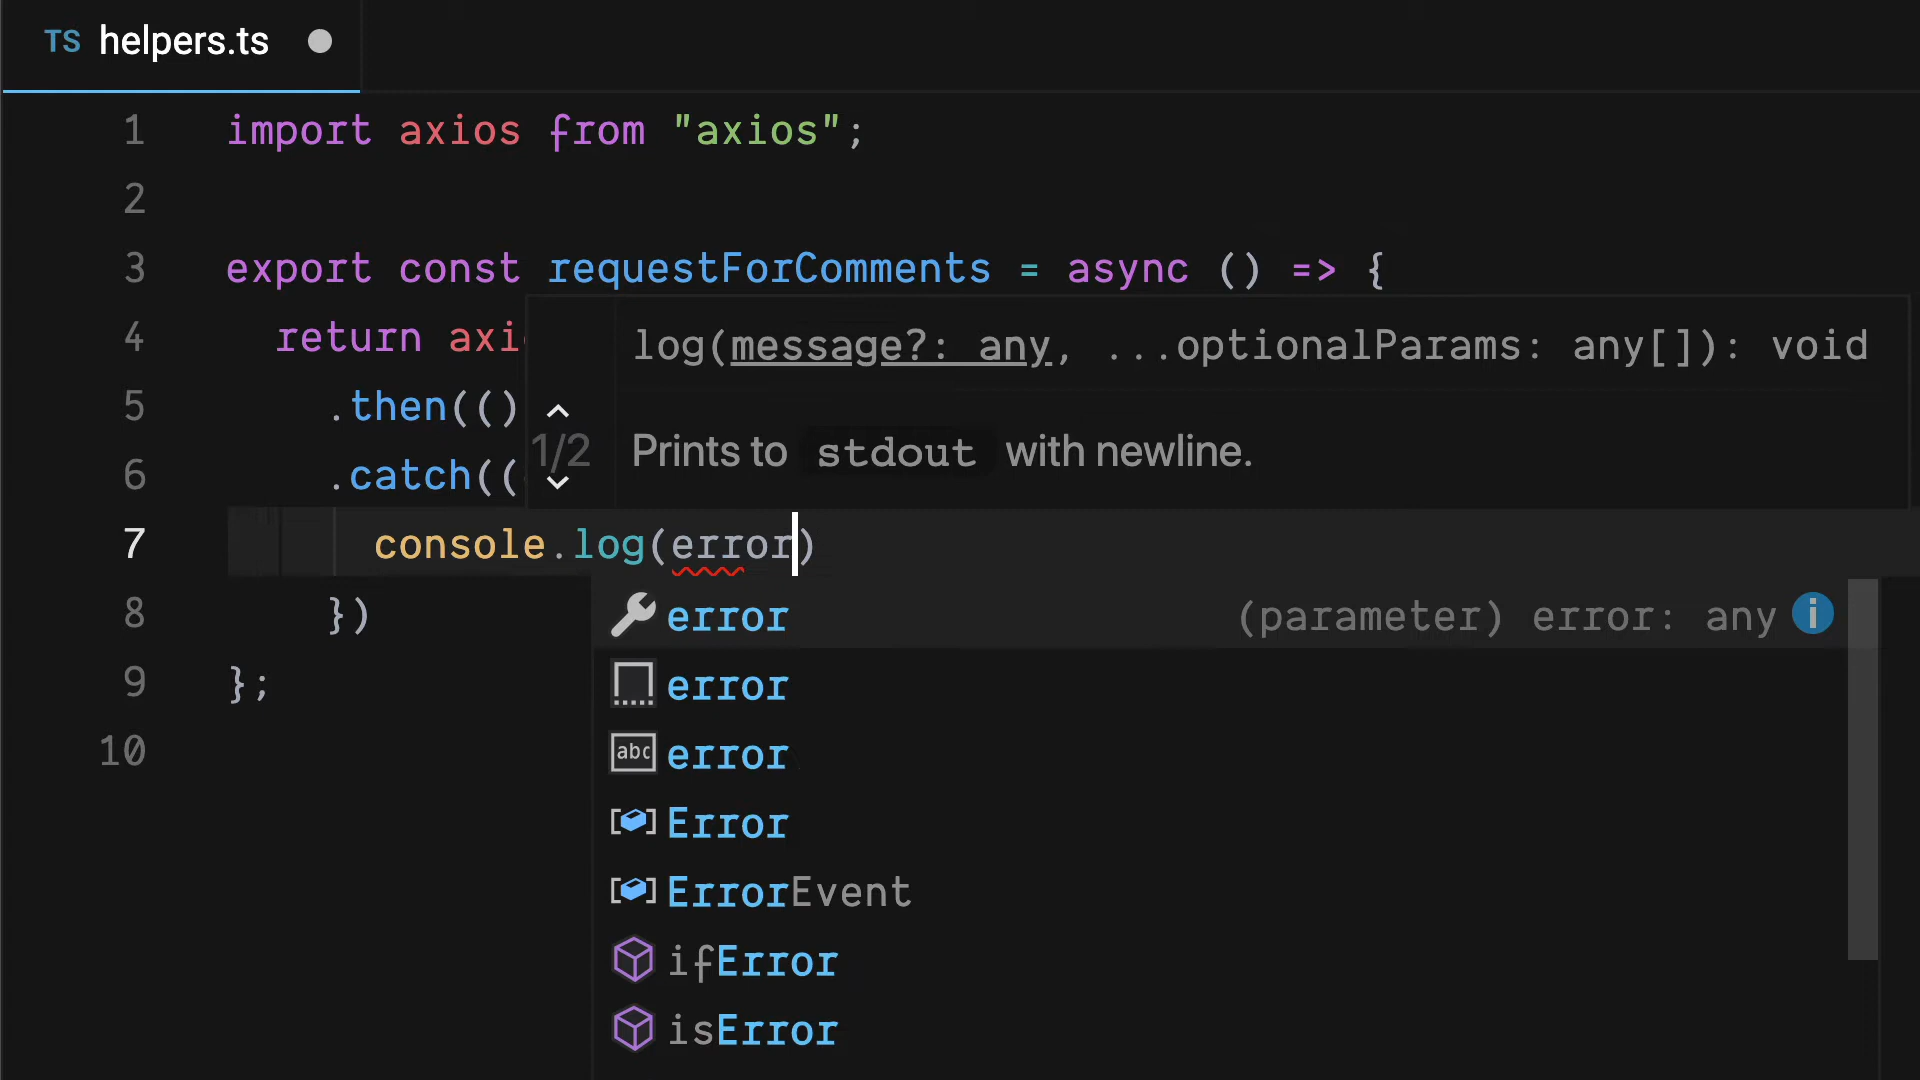 TS helpers.ts
1 import axios from "axios";
2
3 export const requestForComments = async () => {
4 return axi
log(message?: any, ...optionalParams: any[]): void
5 .then(()
1/2 Prints to stdout with newline.
6 .catch((
7 console.log(error)
8 })
error (parameter) error: any i
9 };
error
10
abc error
Error
ErrorEvent
ifError
isError